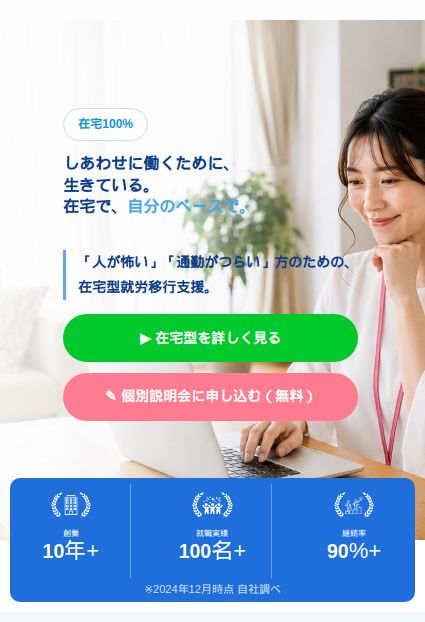 在宅100%
しあわせに働くために、
生きている。
在宅で、自分のペースで。
「人が怖い」「通勤がつらい」方のための、
在宅型就労移行支援。
▶ 在宅型を詳しく見る
✎ 個別説明会に申し込む（無料）
創業
10年+
就職実績
100名+
継続率
90%+
※2024年12月時点 自社調べ